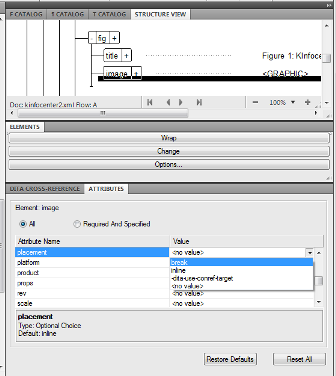 F CATALOG T CATALOG T CATALOG STRUCTURE VIEW
- fig +
title + Figure: 1: KInfoce
image + <GRAPHIC>
Doc: kinfocenter2.xml Row: A 100%
ELEMENTS
Wrap
Change
Options...
DITA CROSS-REFERENCE ATTRIBUTES
Element: image
All Required And Specified
Attribute Name Value
placement <no value>
platform break
product inline
props -dita-use-conref-target
<no value>
rev <no value>
scale <no value>
placement
Type: Optional Choice
Default: inline
Restore Defaults Reset All